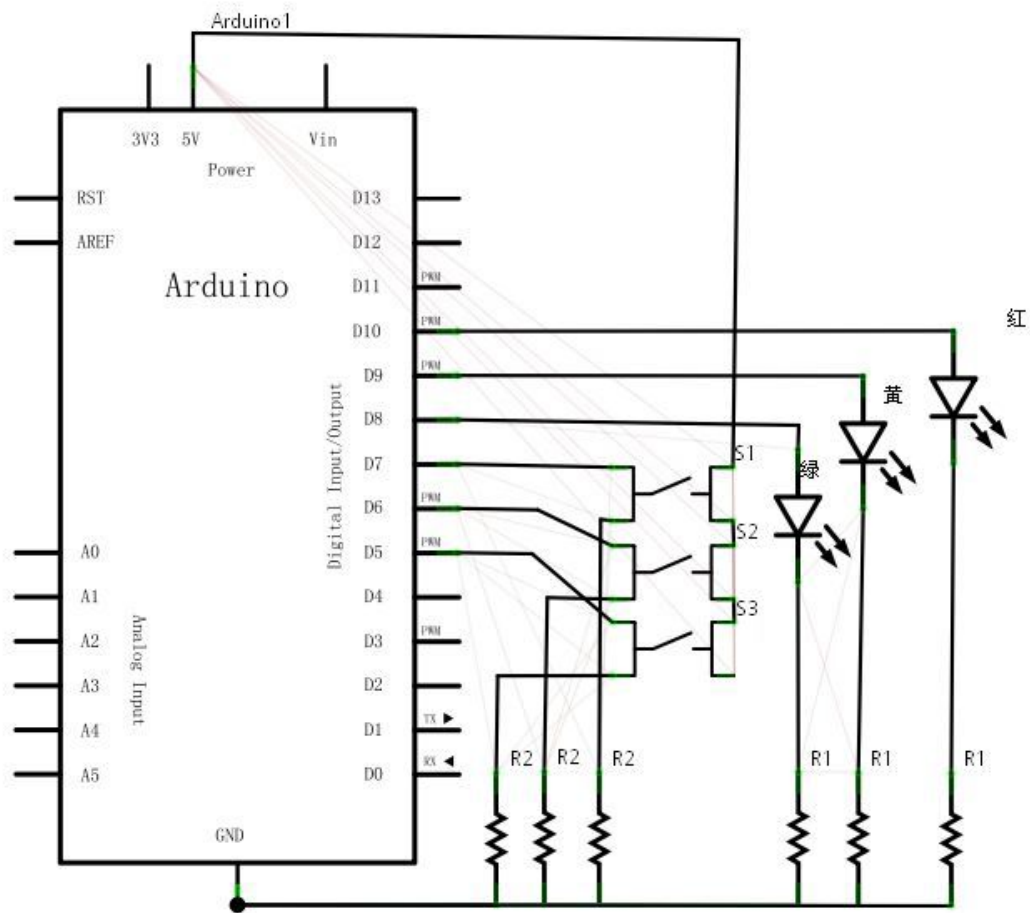 Arduino1
3V3 5V Vin
Power
RST D13
AREF D12
Arduino
PWM
D11
PWM
D10
红
PWM
D9
黄
D8
S1
D7
绿
Digital Input/Output
D6
PWM
S2
A0 D5
PWM
A1 D4
S3
Analog Input
A2 D3
PWM
A3 D2
A4 D1
TX
A5 D0
RX
R2 R2 R2 R1 R1 R1
GND